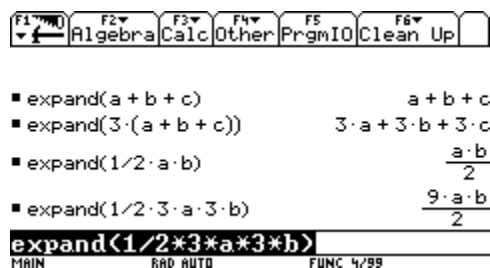 F1 F2 F3 F4 F5 F6
Algebra Calc Other PrgmIO Clean Up
expand(a + b + c) a + b + c
expand(3·(a + b + c)) 3·a + 3·b + 3·c
expand(1/2·a·b) a·b/2
expand(1/2·3·a·3·b) 9·a·b/2
expand(1/2*3*a*3*b)
MAIN RAD AUTO FUNC 4/99